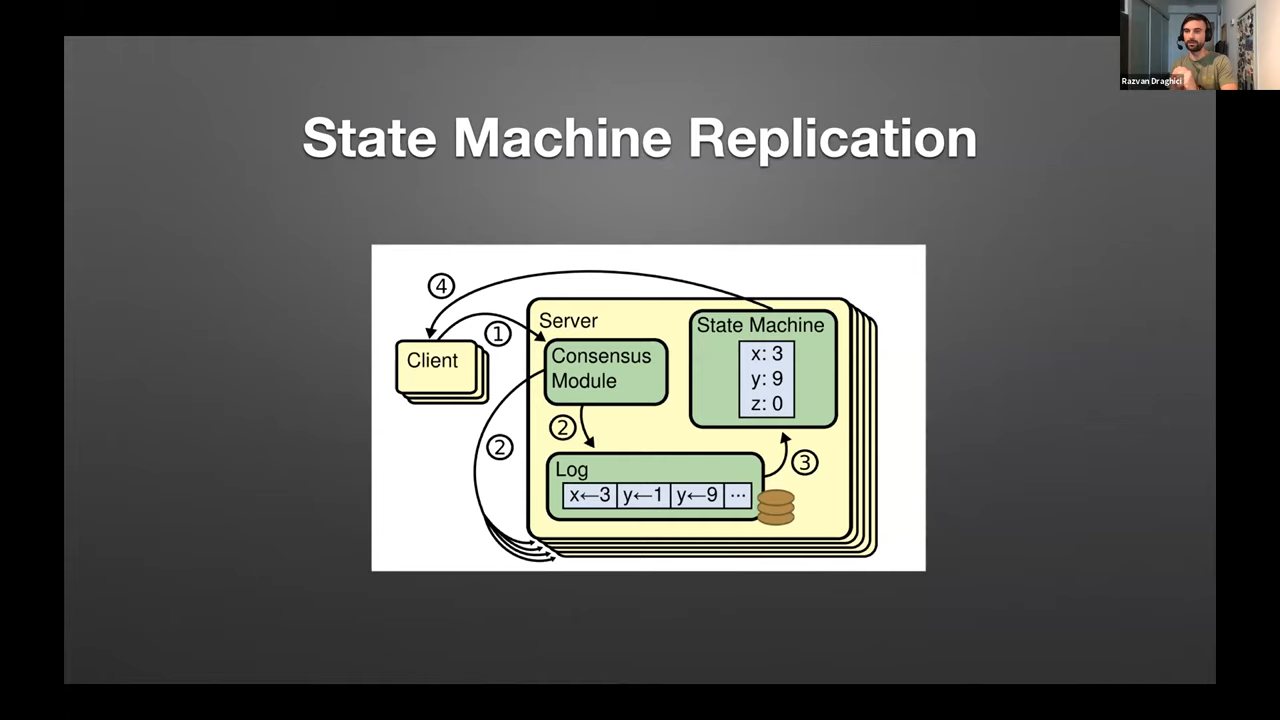 Razvan Draghici
State Machine Replication
④
①
Server
State Machine
Client
Consensus
Module
x: 3
y: 9
z: 0
②
②
Log
x←3 y←1 y←9 ···
③